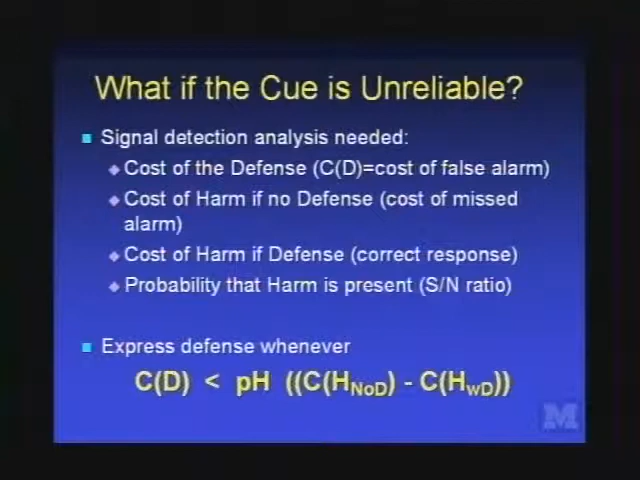 What if the Cue is Unreliable?
Signal detection analysis needed:
Cost of the Defense (C(D)=cost of false alarm)
Cost of Harm if no Defense (cost of missed
alarm)
Cost of Harm if Defense (correct response)
Probability that Harm is present (S/N ratio)
Express defense whenever
C(D) < pH ((C(HNoD) - C(HwD))
M